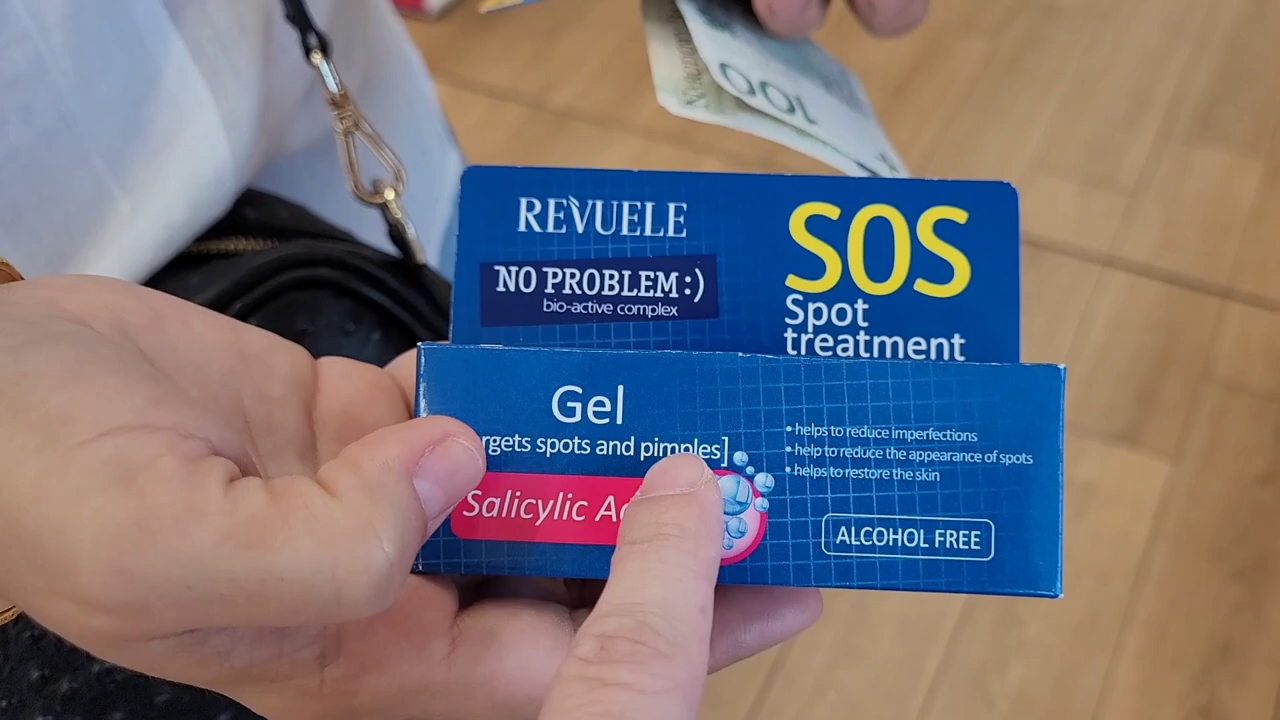 100
REVUELE
NO PROBLEM:)
bio-active complex
SOS
Spot
treatment
Gel
rgets spots and pimples]
Salicylic Ac
• helps to reduce imperfections
• help to reduce the appearance of spots
• helps to restore the skin
ALCOHOL FREE